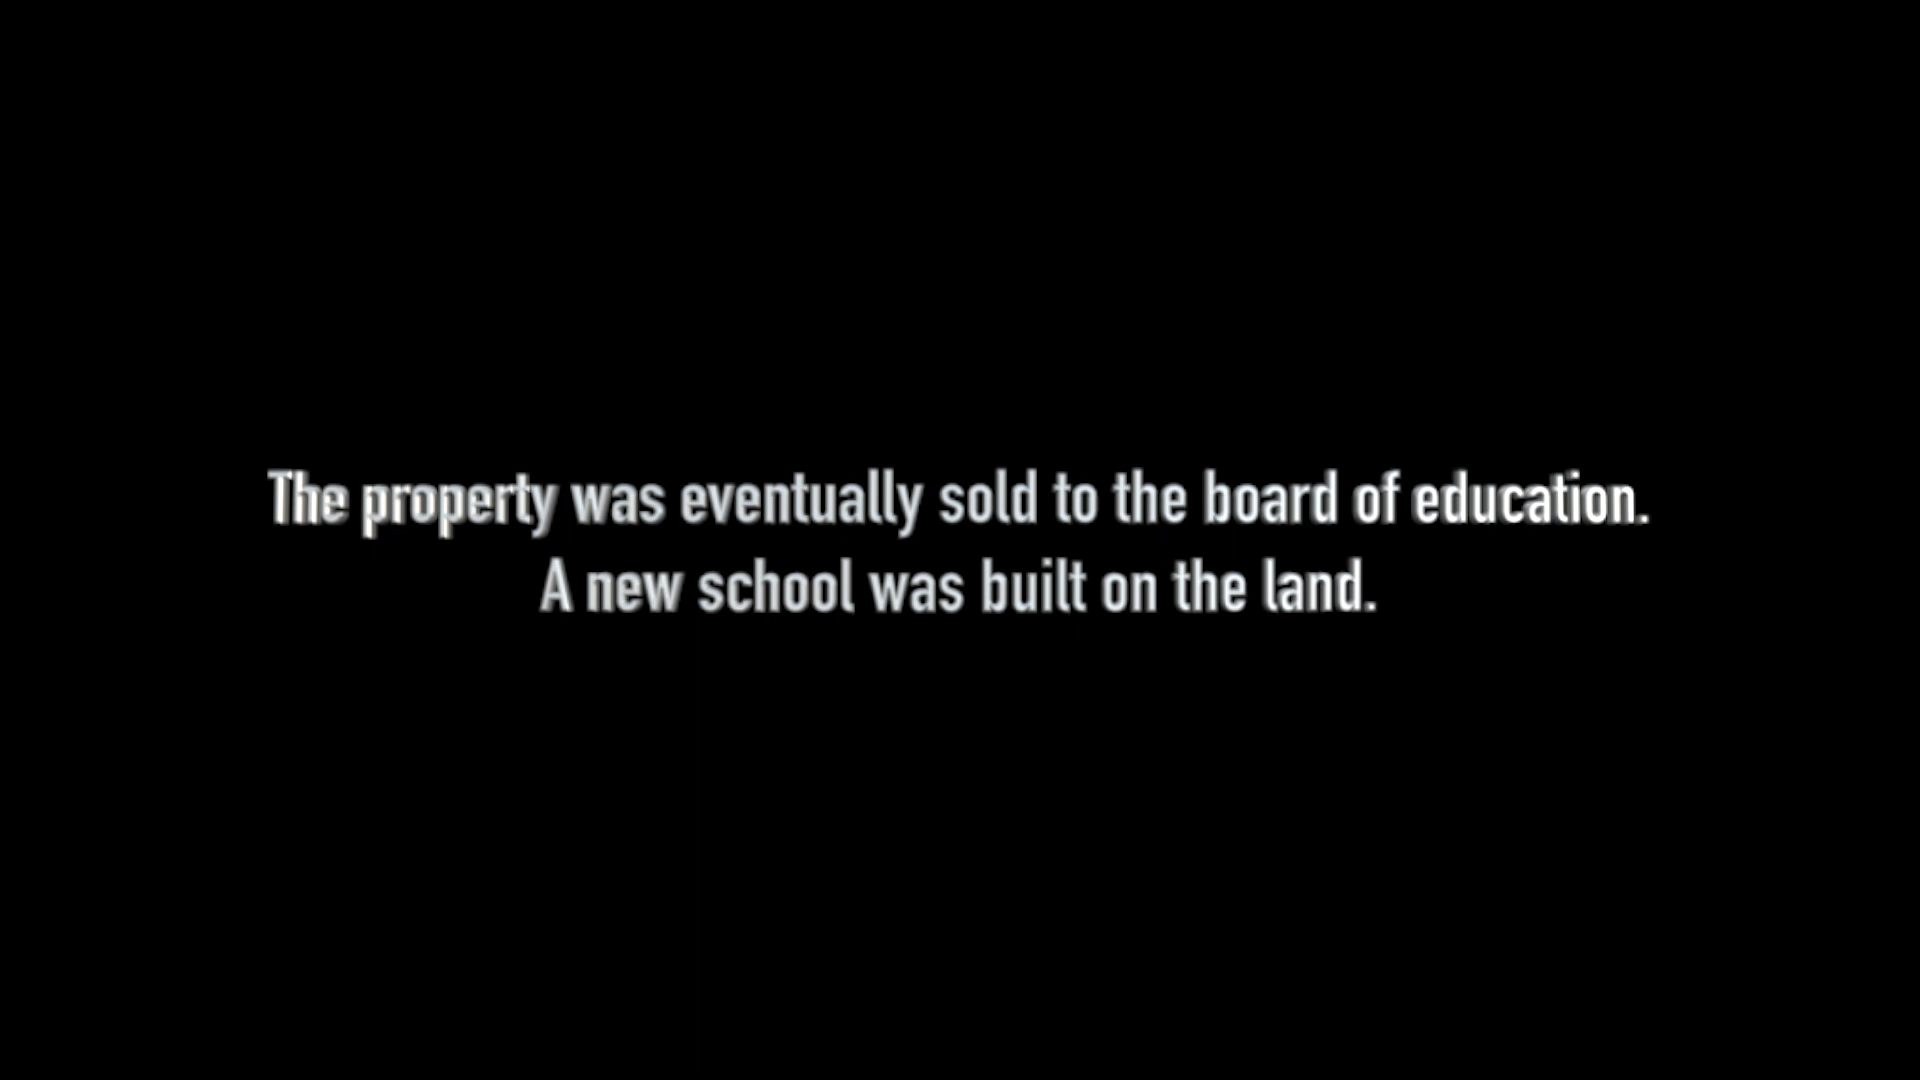 The property was eventually sold to the board of education.
A new school was built on the land.